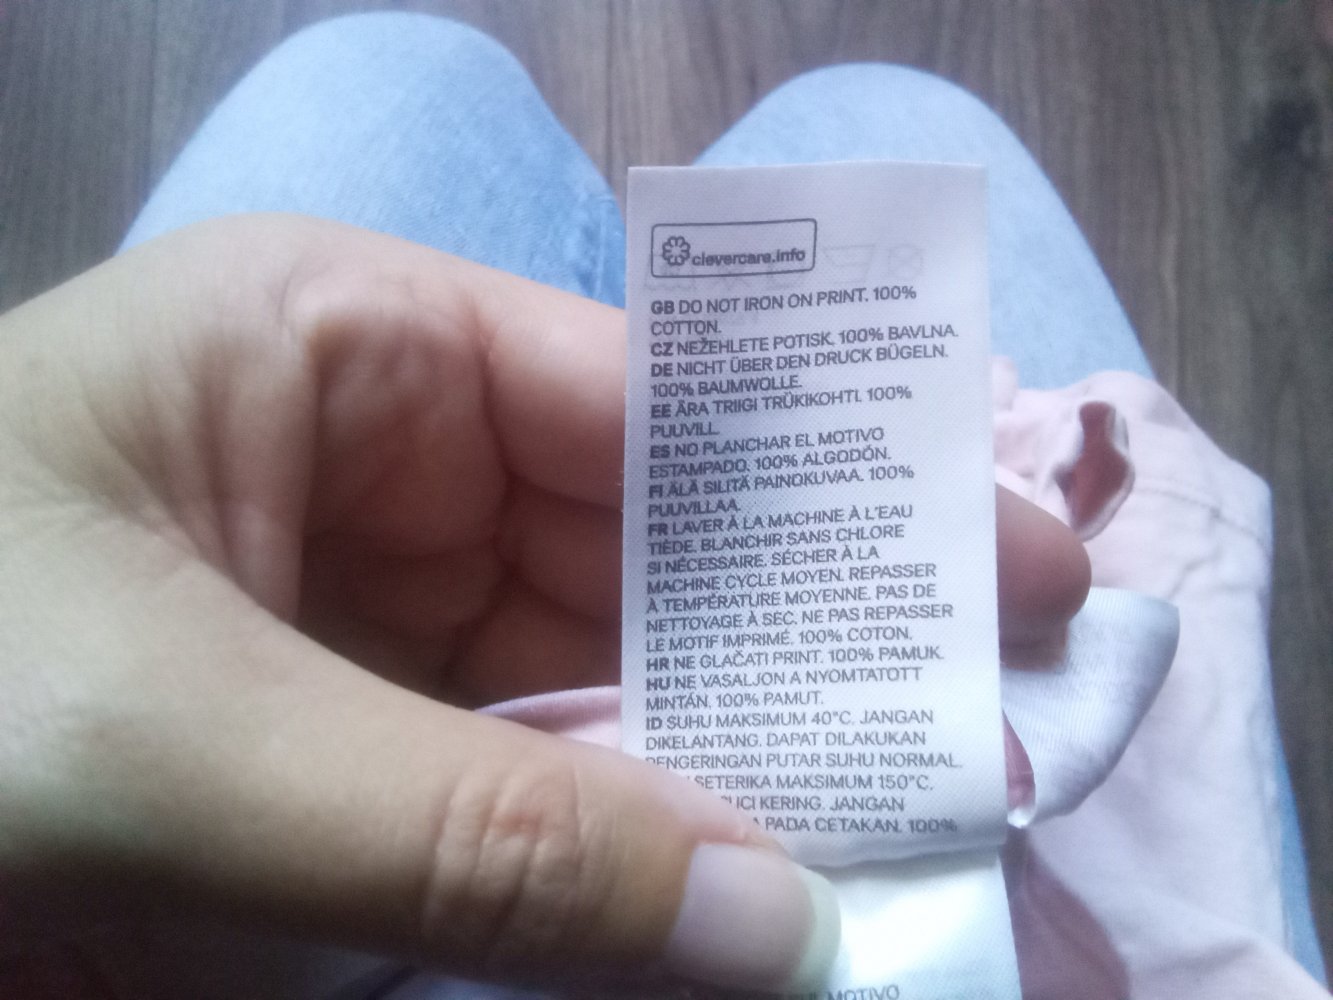 clevercare.info
GB DO NOT IRON ON PRINT. 100%
COTTON.
CZ NEŽEHLETE POTISK. 100% BAVLNA.
DE NICHT ÜBER DEN DRUCK BÜGELN.
100% BAUMWOLLE.
EE ÄRA TRIIGI TRÜKIKOHTI. 100%
PUUVILL.
ES NO PLANCHAR EL MOTIVO
ESTAMPADO. 100% ALGODÓN.
FI ÄLÄ SILITÄ PAINOKUVAA. 100%
PUUVILLAA.
FR LAVER À LA MACHINE À L'EAU
TIÈDE. BLANCHIR SANS CHLORE
SI NÉCESSAIRE. SÉCHER À LA
MACHINE CYCLE MOYEN. REPASSER
À TEMPÉRATURE MOYENNE. PAS DE
NETTOYAGE À SEC. NE PAS REPASSER
LE MOTIF IMPRIMÉ. 100% COTON.
HR NE GLAČATI PRINT. 100% PAMUK.
HU NE VASALJON A NYOMTATOTT
MINTÁN. 100% PAMUT.
ID SUHU MAKSIMUM 40°C. JANGAN
DIKELANTANG. DAPAT DILAKUKAN
PENGERINGAN PUTAR SUHU NORMAL.
SETERIKA MAKSIMUM 150°C.
KERING. JANGAN
PADA CETAKAN. 100%
MOTIVO